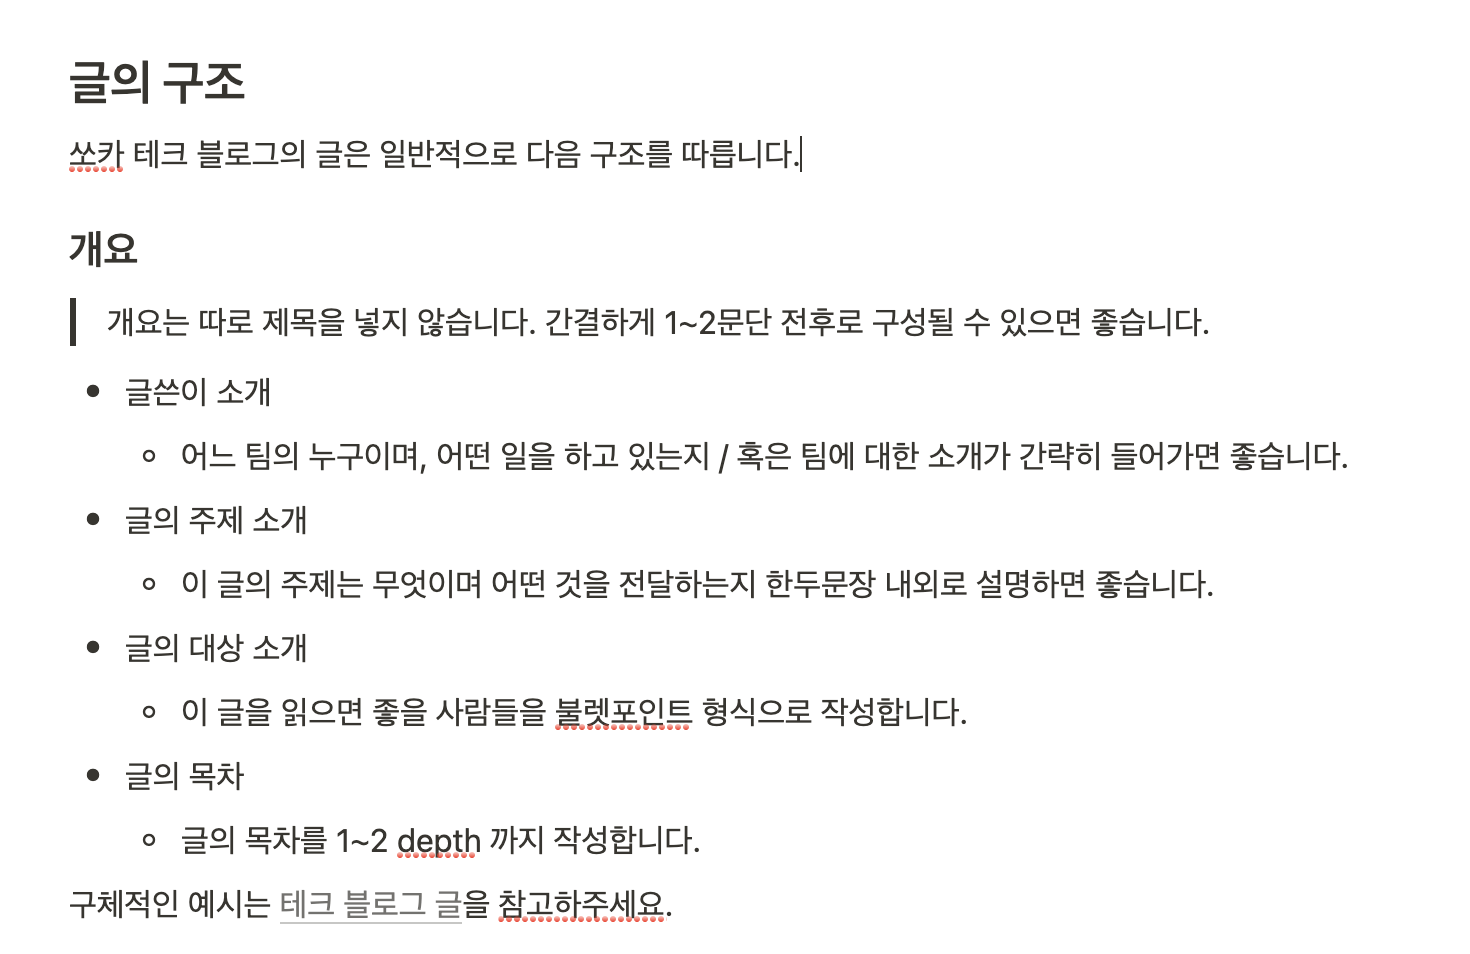 글의 구조
쏘카 테크 블로그의 글은 일반적으로 다음 구조를 따릅니다.
개요
개요는 따로 제목을 넣지 않습니다. 간결하게 1~2문단 전후로 구성될 수 있으면 좋습니다.
• 글쓴이 소개
◦ 어느 팀의 누구이며, 어떤 일을 하고 있는지 / 혹은 팀에 대한 소개가 간략히 들어가면 좋습니다.
• 글의 주제 소개
◦ 이 글의 주제는 무엇이며 어떤 것을 전달하는지 한두문장 내외로 설명하면 좋습니다.
• 글의 대상 소개
◦ 이 글을 읽으면 좋을 사람들을 불렛포인트 형식으로 작성합니다.
• 글의 목차
◦ 글의 목차를 1~2 depth 까지 작성합니다.
구체적인 예시는 테크 블로그 글을 참고하주세요.